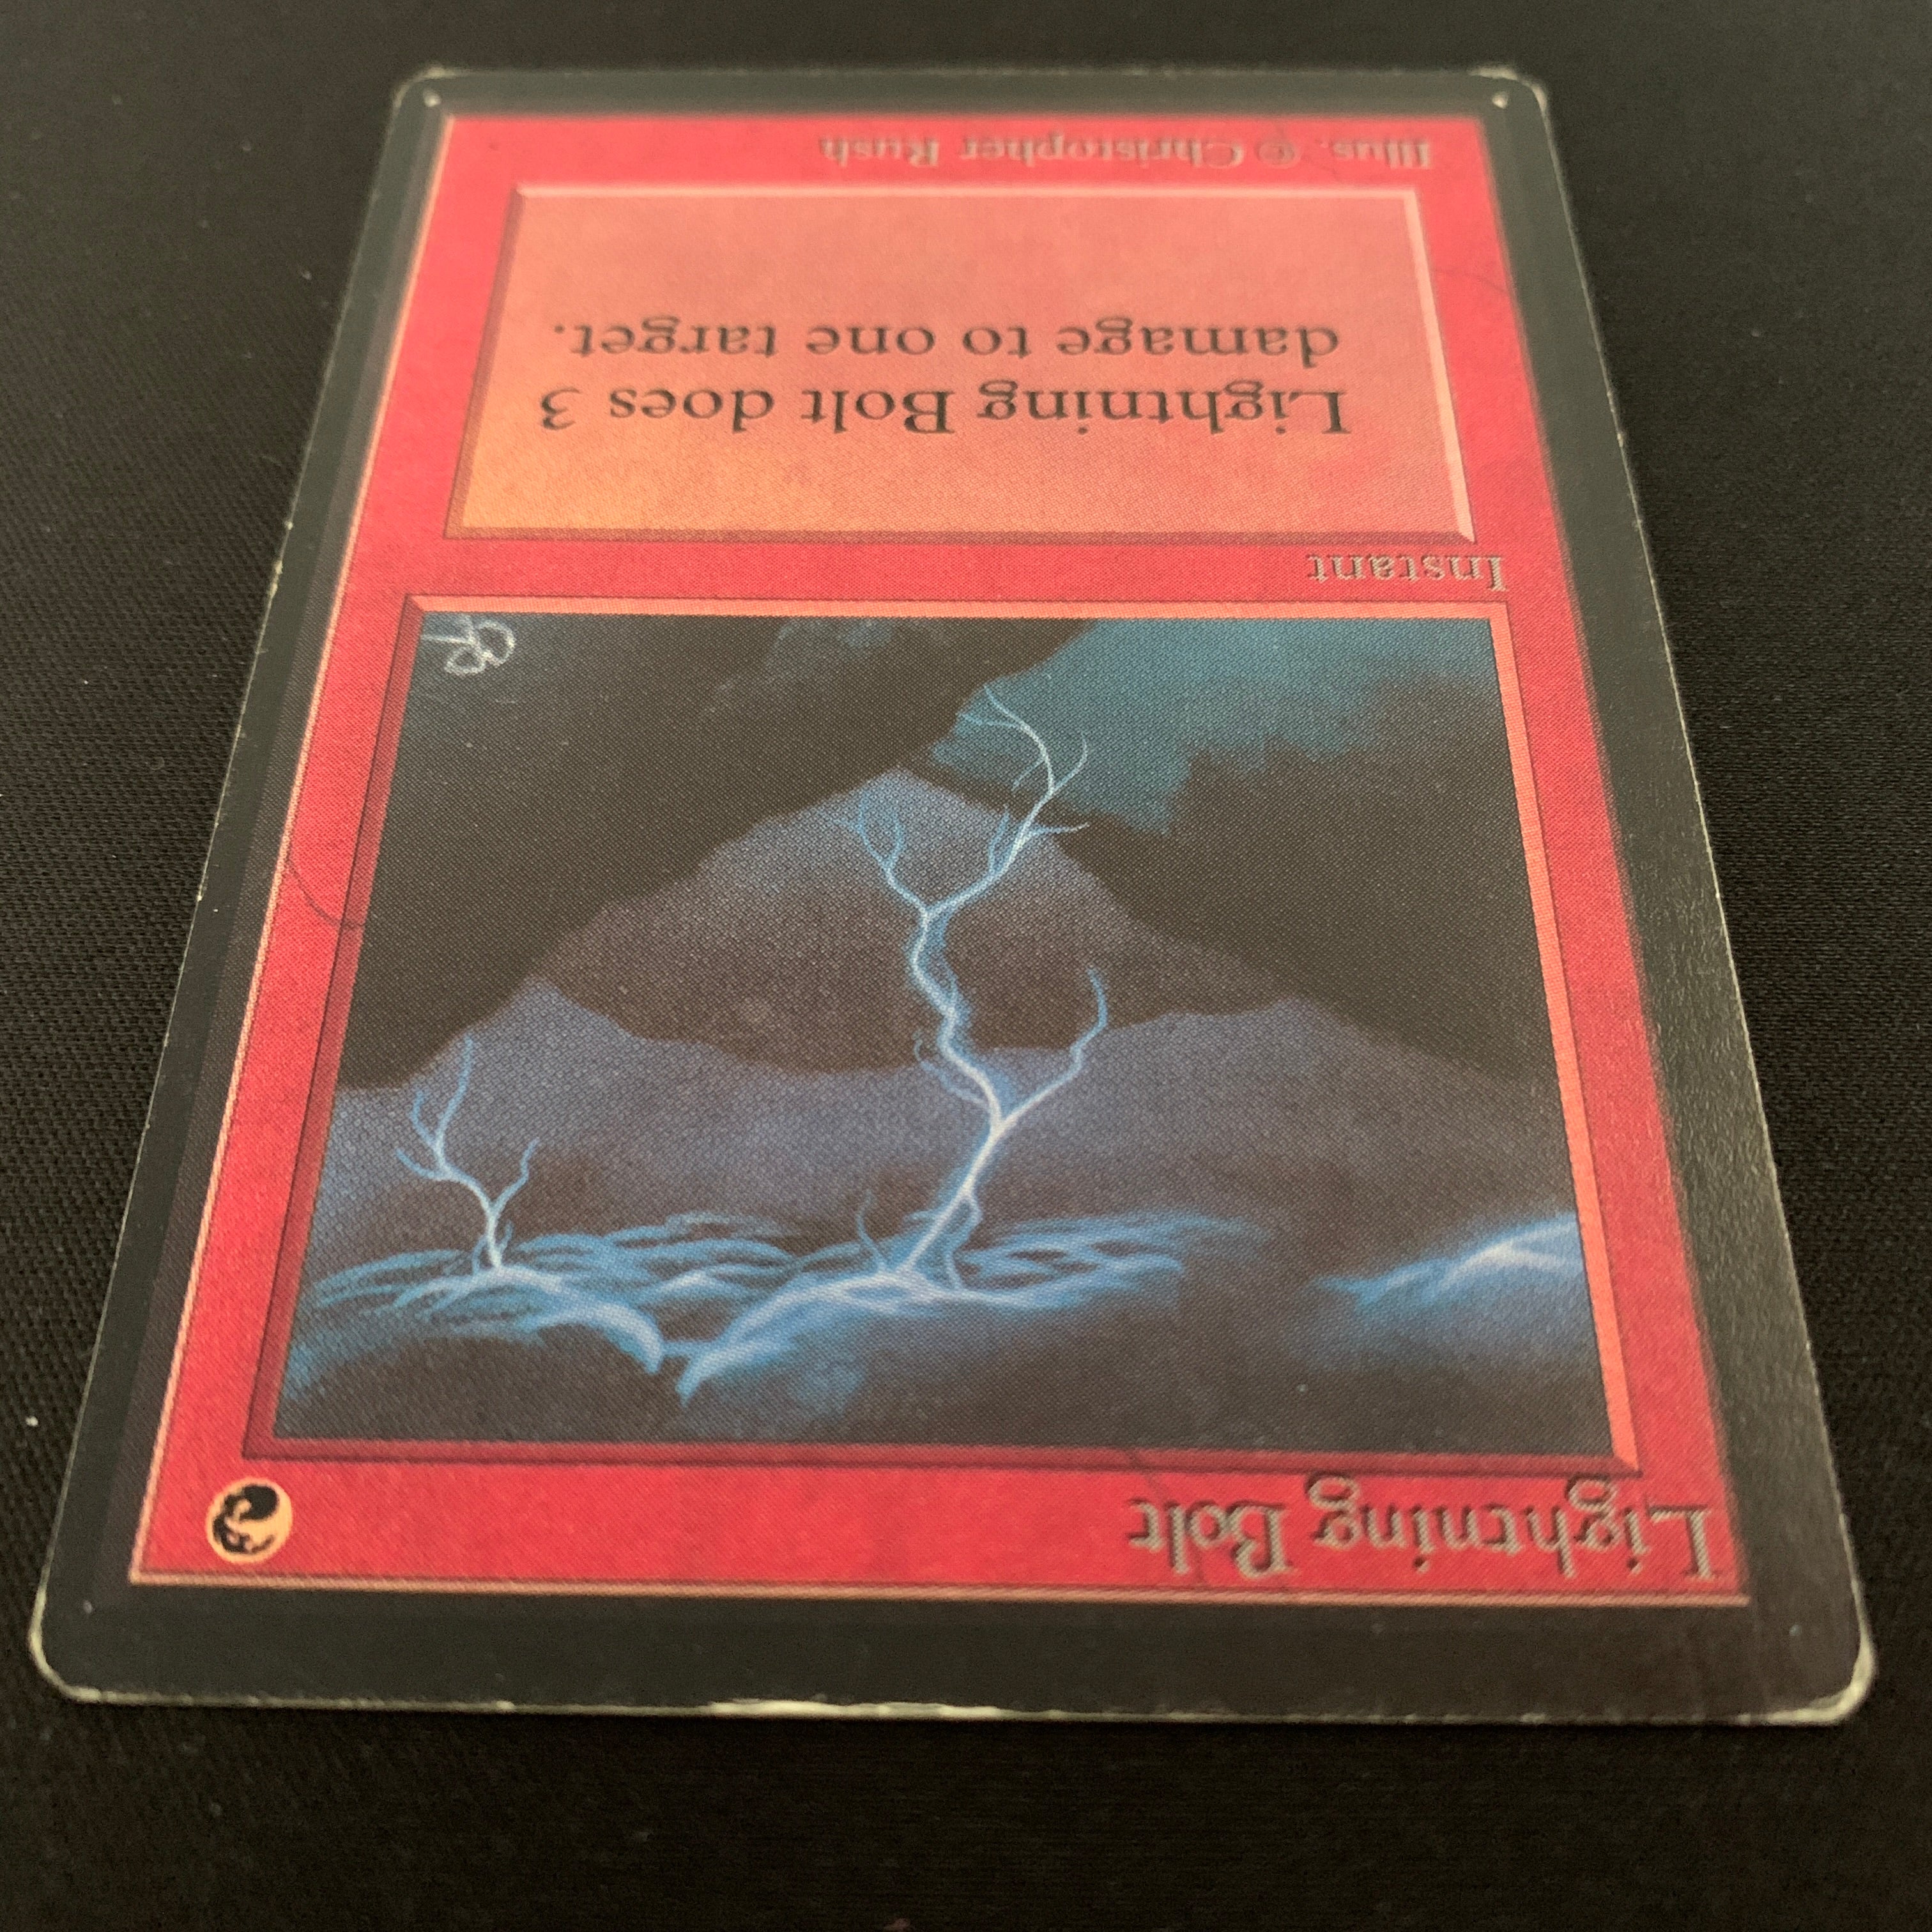 Lightning Bolt
Instant
Lightning Bolt does 3
damage to one target.
Illus. © Christopher Rush